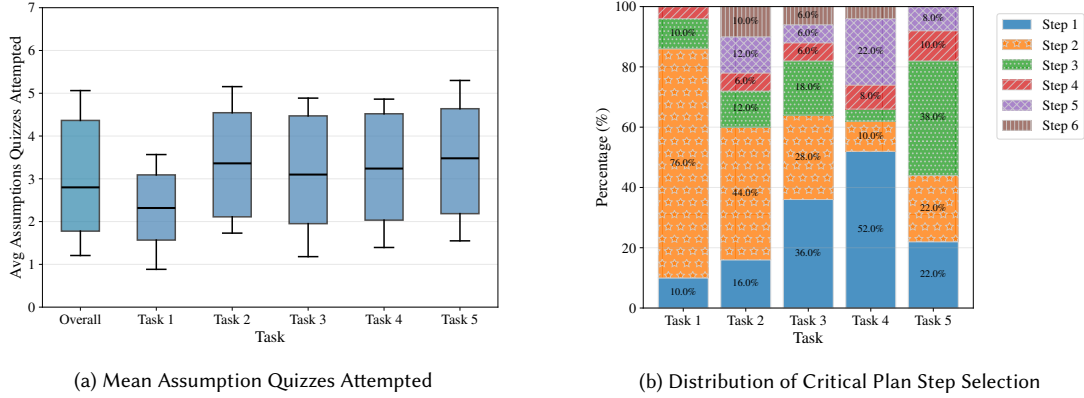 7
6
5
4
3
2
1
0
Avg Assumptions Quizzes Attempted
Overall
Task 1
Task 2
Task 3
Task 4
Task 5
Task
(a) Mean Assumption Quizzes Attempted
100
80
60
40
20
0
Percentage (%)
10.0%
76.0%
10.0%
10.0%
12.0%
6.0%
12.0%
44.0%
16.0%
6.0%
6.0%
6.0%
18.0%
28.0%
36.0%
22.0%
8.0%
10.0%
52.0%
8.0%
10.0%
38.0%
22.0%
22.0%
Task 1
Task 2
Task 3
Task 4
Task 5
Task
Step 1
Step 2
Step 3
Step 4
Step 5
Step 6
(b) Distribution of Critical Plan Step Selection